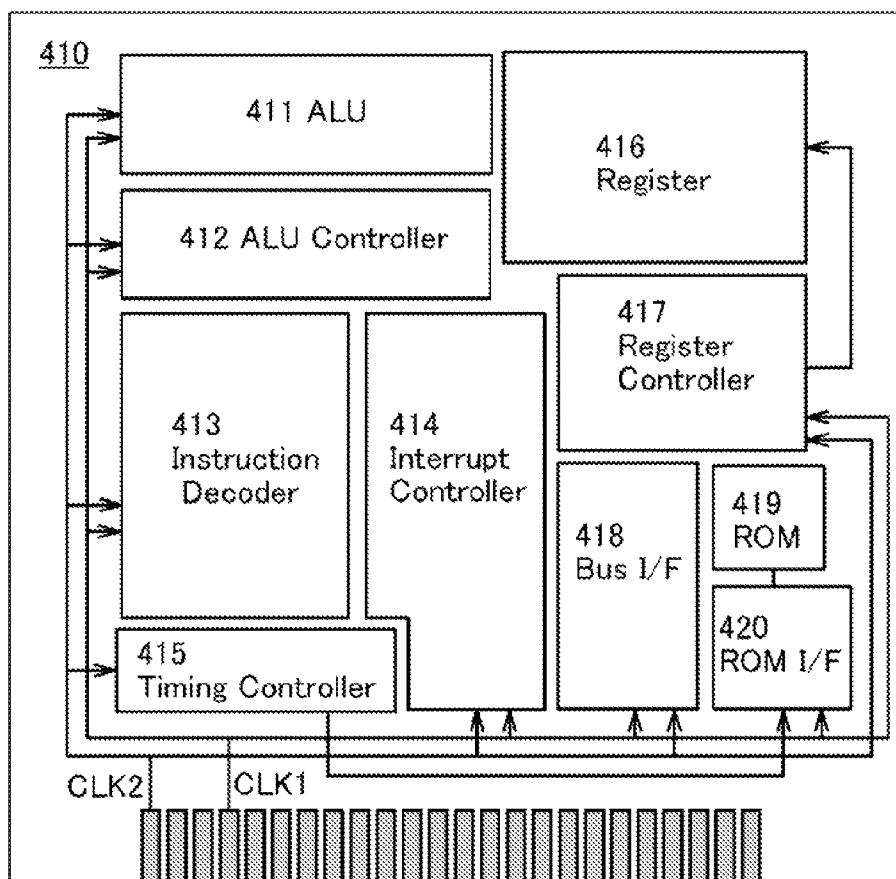 410
411 ALU
412 ALU Controller
413
Instruction
Decoder
414
Interrupt
Controller
415
Timing Controller
416
Register
417
Register
Controller
418
Bus I/F
419
ROM
420
ROM I/F
CLK2
CLK1